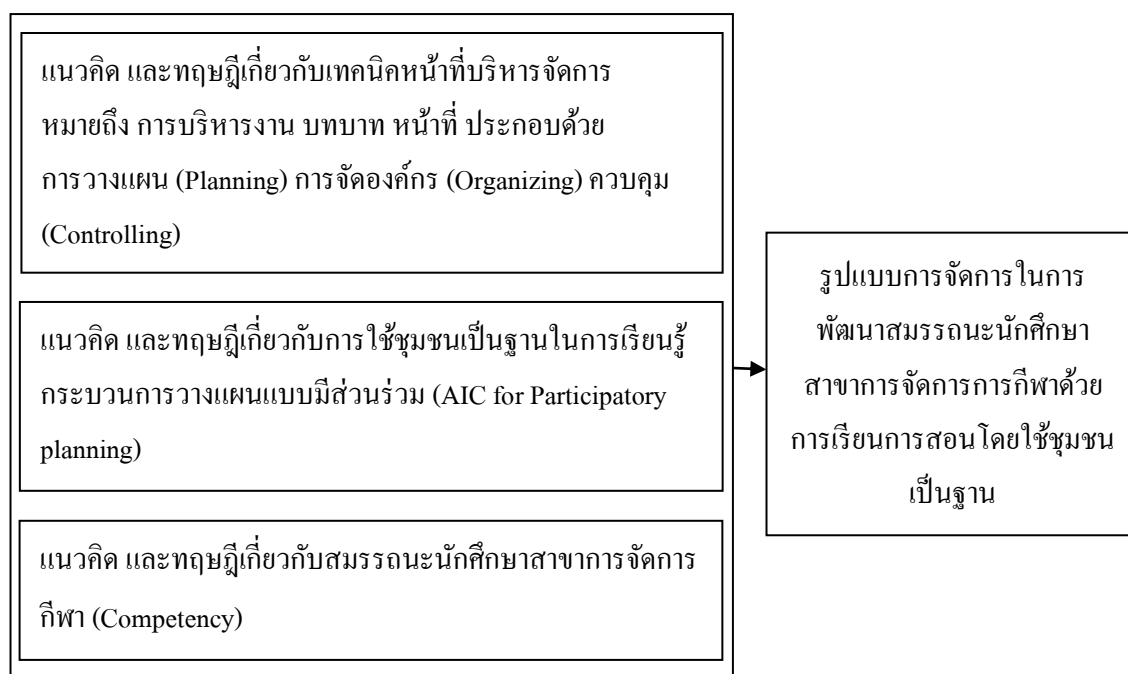 แนวคิด และทฤษฎีเกี่ยวกับเทคนิคหน้าที่บริหารจัดการ
หมายถึง การบริหารงาน บทบาท หน้าที่ ประกอบด้วย
การวางแผน (Planning) การจัดองค์กร (Organizing) ควบคุม
(Controlling)
แนวคิด และทฤษฎีเกี่ยวกับการใช้ชุมชนเป็นฐานในการเรียนรู้
กระบวนการวางแผนแบบมีส่วนร่วม (AIC for Participatory
planning)
แนวคิด และทฤษฎีเกี่ยวกับสมรรถนะนักศึกษาสาขาการจัดการ
กีฬา (Competency)
รูปแบบการจัดการในการ
พัฒนาสมรรถนะนักศึกษา
สาขาการจัดการการกีฬาด้วย
การเรียนการสอนโดยใช้ชุมชน
เป็นฐาน